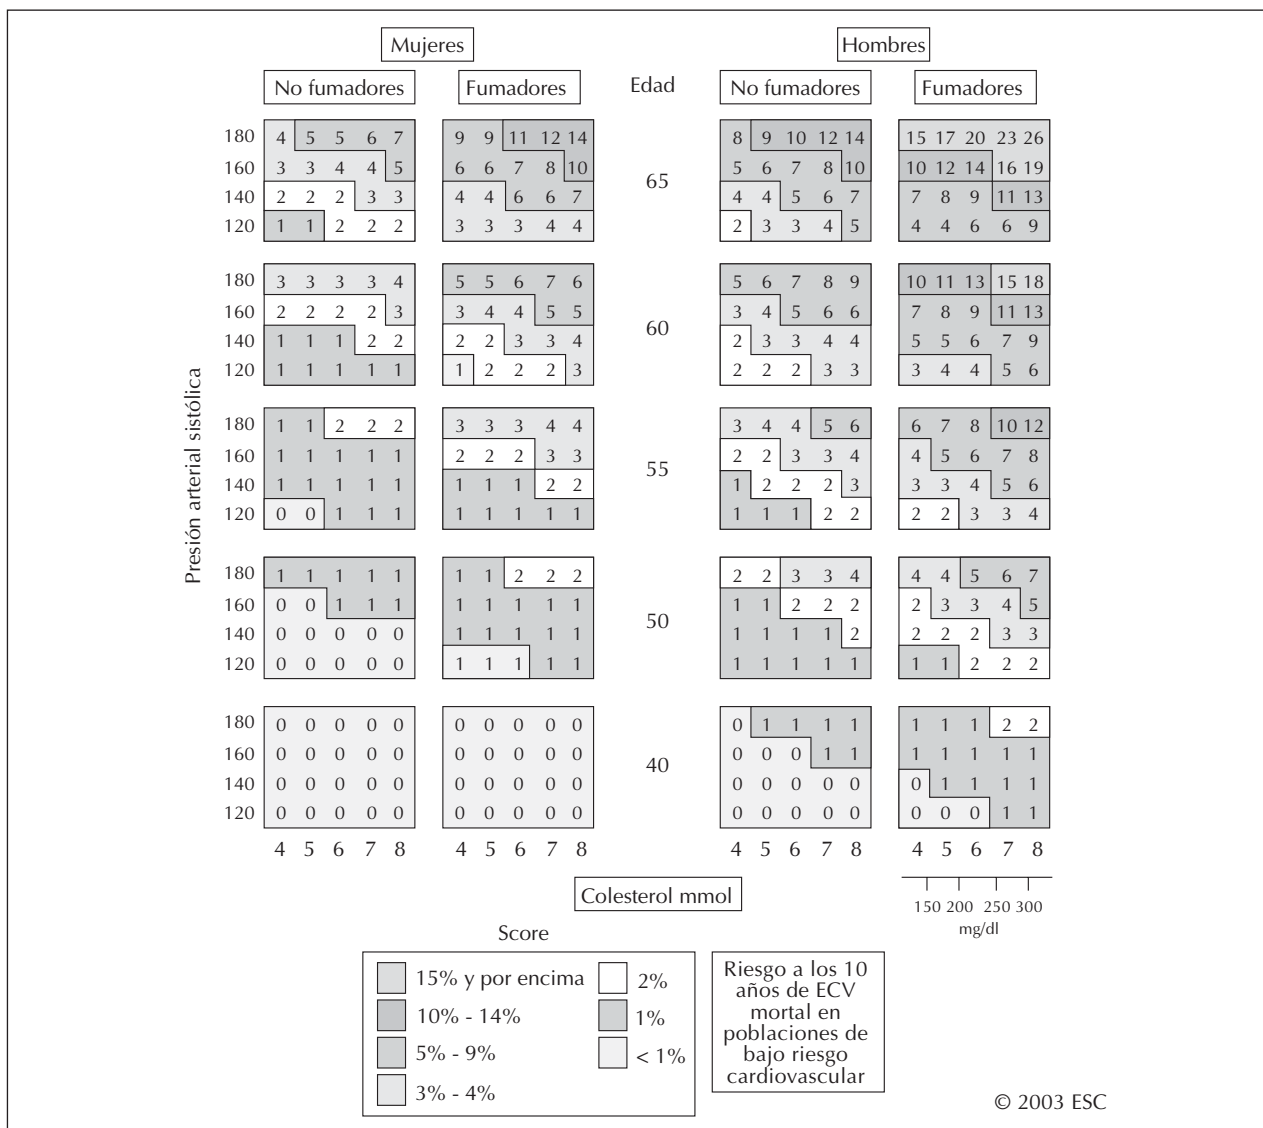 Mujeres Hombres
No fumadores Fumadores Edad No fumadores Fumadores
180 4 5 5 6 7 9 9 11 12 14 8 9 10 12 14 15 17 20 23 26
160 3 3 4 4 5 6 6 7 8 10 5 6 7 8 10 10 12 14 16 19
65
140 2 2 2 3 3 4 4 6 6 7 4 4 5 6 7 7 8 9 11 13
120 1 1 2 2 2 3 3 3 4 4 2 3 3 4 5 4 4 6 6 9
180 3 3 3 3 4 5 5 6 7 6 5 6 7 8 9 10 11 13 15 18
160 2 2 2 2 3 3 4 4 5 5 3 4 5 6 6 7 8 9 11 13
60
140 1 1 1 2 2 2 2 3 3 4 2 3 3 4 4 5 5 6 7 9
120 1 1 1 1 1 1 2 2 2 3 2 2 2 3 3 3 4 4 5 6
Presión arterial sistólica
180 1 1 2 2 2 3 3 3 4 4 3 4 4 5 6 6 7 8 10 12
160 1 1 1 1 1 2 2 2 3 3 2 2 3 3 4 4 5 6 7 8
55
140 1 1 1 1 1 1 1 1 2 2 1 2 2 2 3 3 3 4 5 6
120 0 0 1 1 1 1 1 1 1 1 1 1 1 2 2 2 2 3 3 4
180 1 1 1 1 1 1 1 2 2 2 2 2 3 3 4 4 4 5 6 7
160 0 0 1 1 1 1 1 1 1 1 1 1 2 2 2 2 3 3 4 5
50
140 0 0 0 0 0 1 1 1 1 1 1 1 1 1 2 2 2 2 3 3
120 0 0 0 0 0 1 1 1 1 1 1 1 1 1 1 1 1 2 2 2
180 0 0 0 0 0 0 0 0 0 0 0 1 1 1 1 1 1 1 2 2
160 0 0 0 0 0 0 0 0 0 0 0 0 0 1 1 1 1 1 1 1
40
140 0 0 0 0 0 0 0 0 0 0 0 0 0 0 0 0 1 1 1 1
120 0 0 0 0 0 0 0 0 0 0 0 0 0 0 0 0 0 0 1 1
4 5 6 7 8 4 5 6 7 8 4 5 6 7 8 4 5 6 7 8
Colesterol mmol
150 200 250 300
mg/dl
Score
15% y por encima
10% - 14%
5% - 9%
3% - 4%
2%
1%
< 1%
Riesgo a los 10
años de ECV
mortal en
poblaciones de
bajo riesgo
cardiovascular
© 2003 ESC